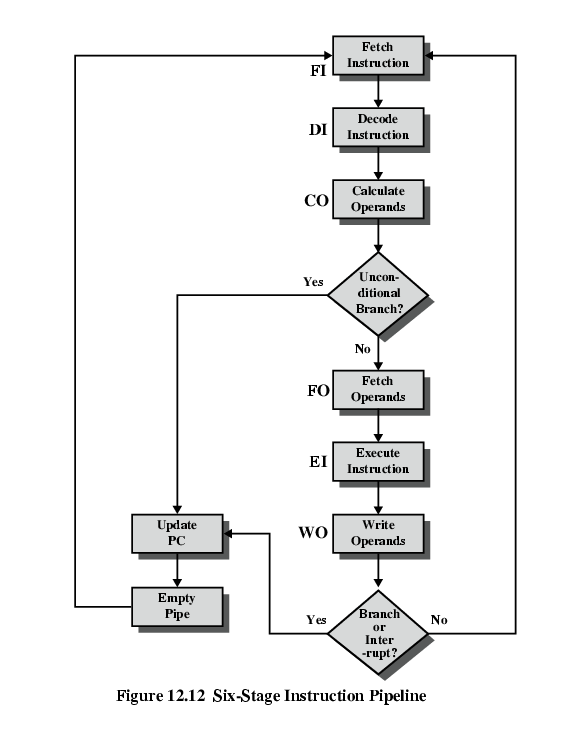 Fetch
Instruction
FI
Decode
DI
Instruction
Calculate
CO
Operands
Yes
Uncon-
ditional
Branch?
No
Fetch
FO
Operands
Execute
EI
Instruction
Update
PC
Write
WO
Operands
Empty
Pipe
Yes
Branch
or
Inter
-rupt?
No
Figure 12.12 Six-Stage Instruction Pipeline